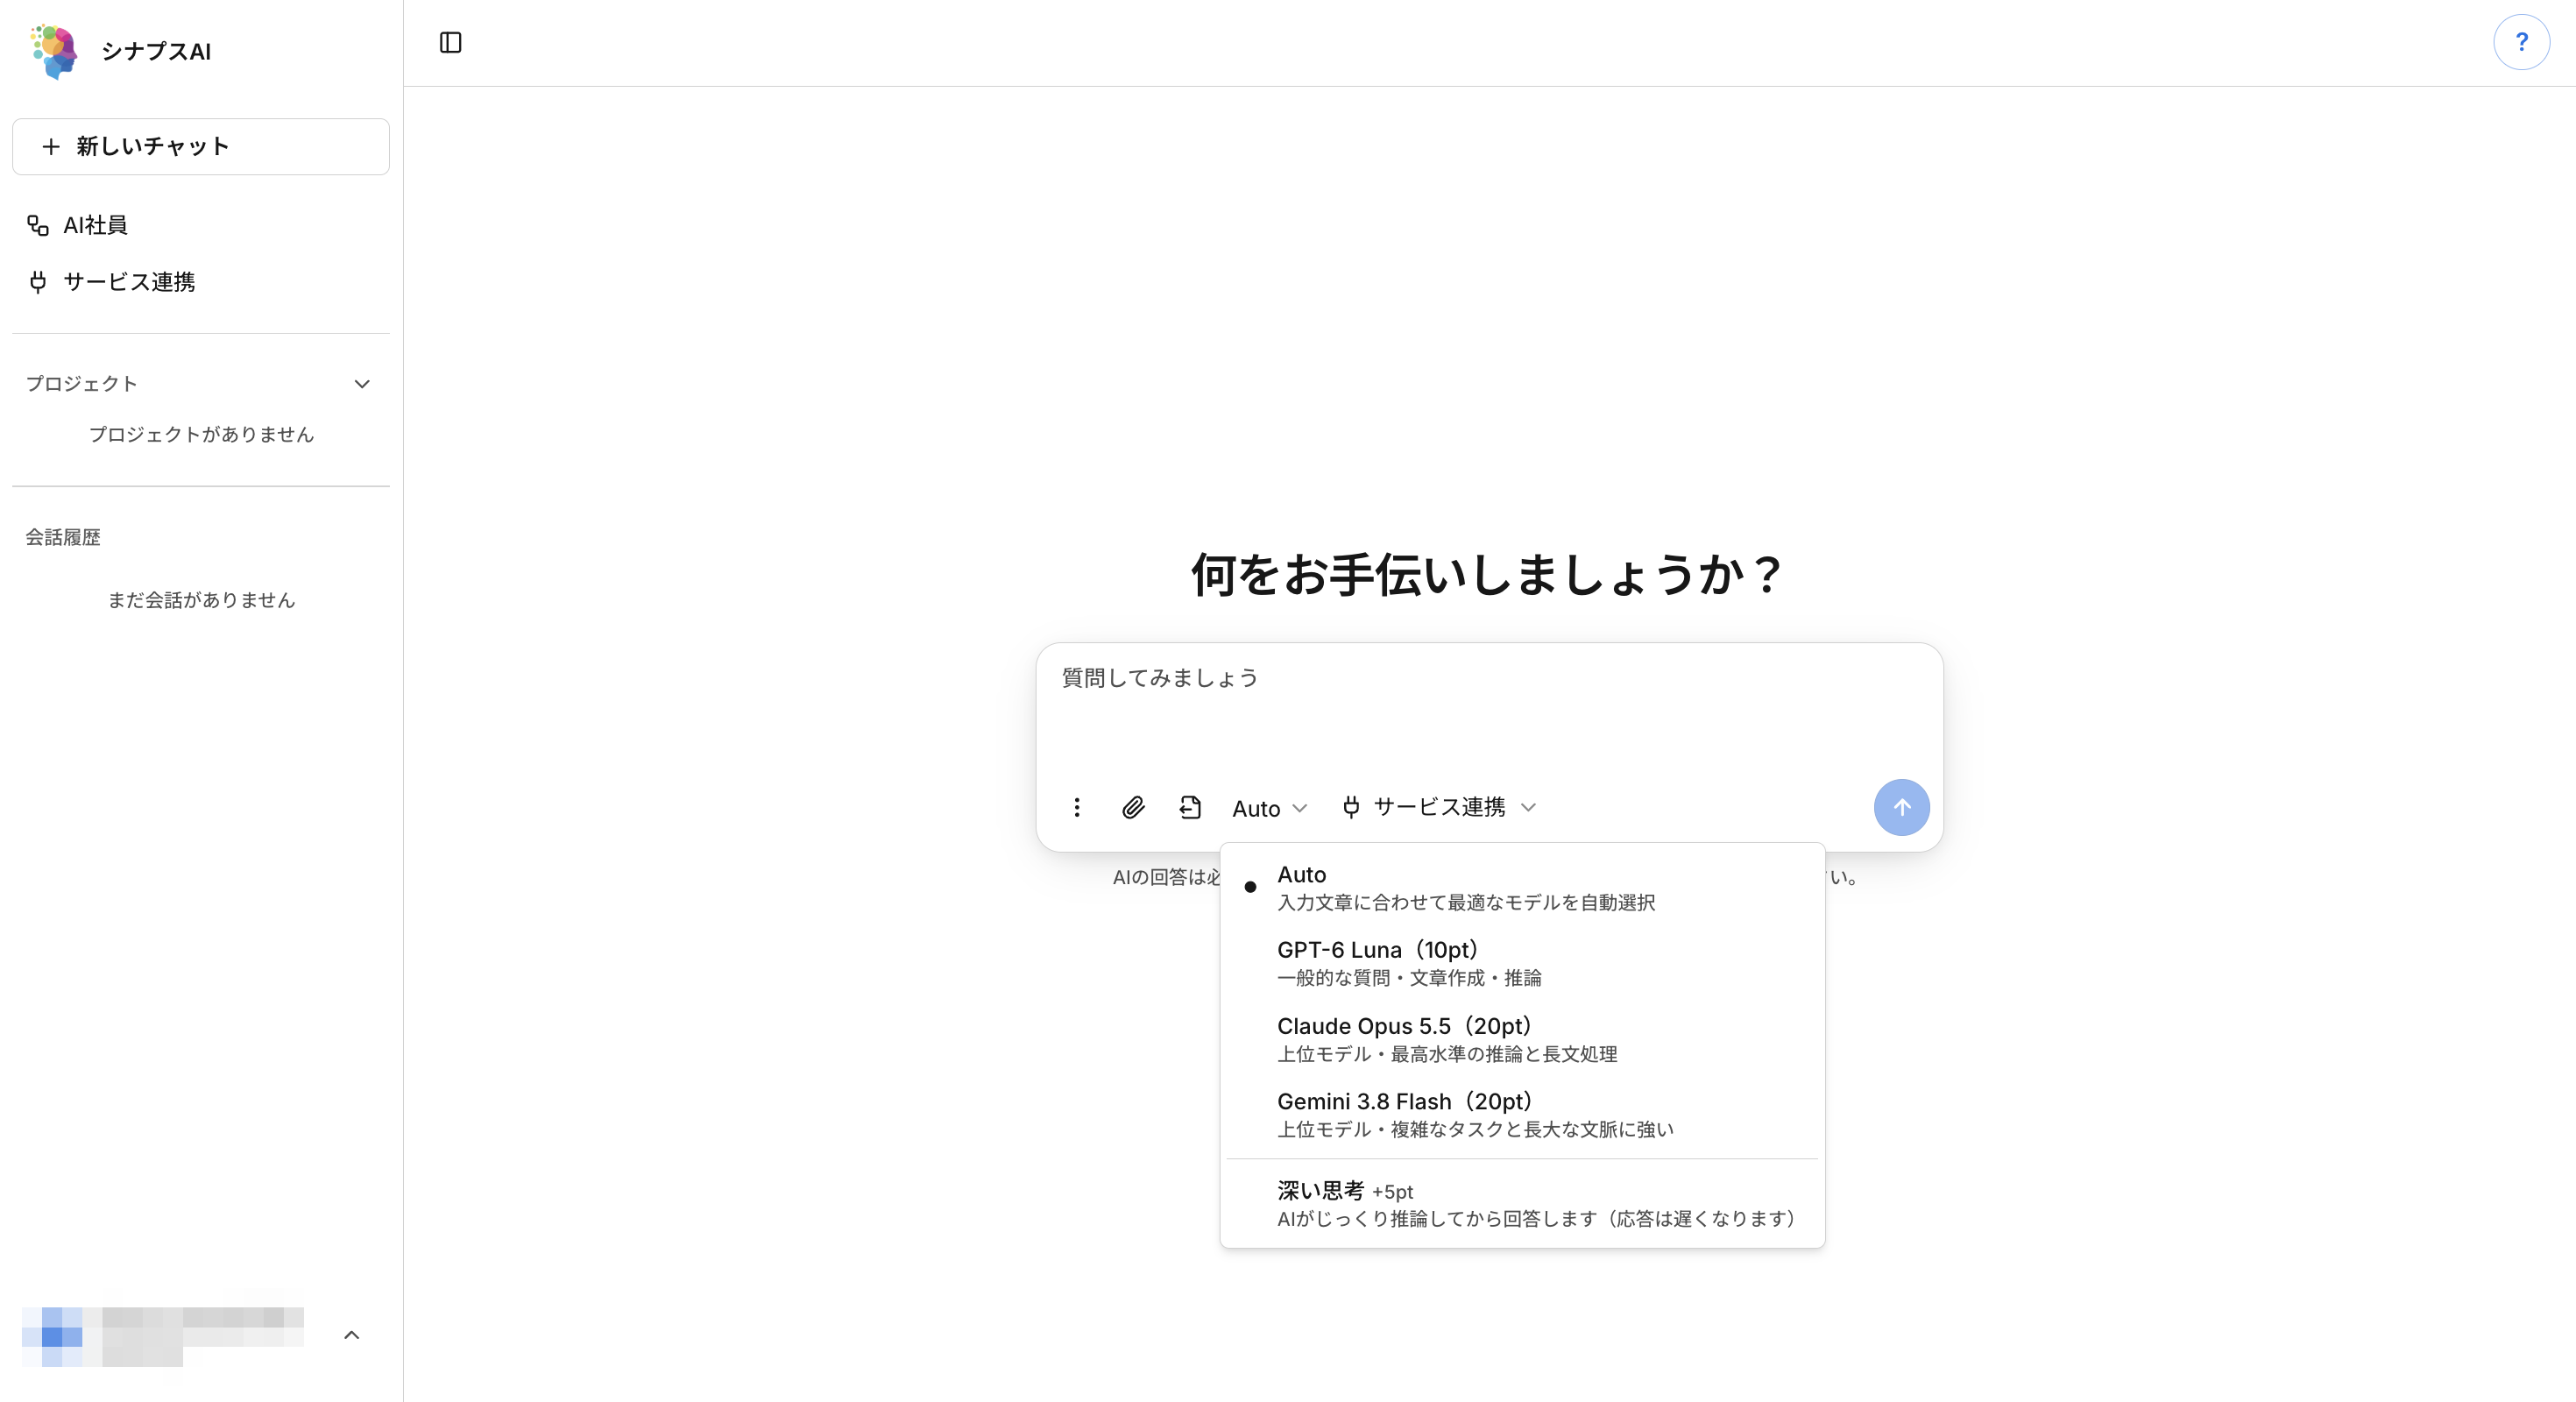 シナプスAI
新しいチャット
AI社員
サービス連携
プロジェクト
プロジェクトがありません
会話履歴
まだ会話がありません
?
何をお手伝いしましょうか？
質問してみましょう
Auto サービス連携
AIの回答は必 い。
Auto
入力文章に合わせて最適なモデルを自動選択
GPT-6 Luna（10pt）
一般的な質問・文章作成・推論
Claude Opus 5.5（20pt）
上位モデル・最高水準の推論と長文処理
Gemini 3.8 Flash（20pt）
上位モデル・複雑なタスクと長大な文脈に強い
深い思考 +5pt
AIがじっくり推論してから回答します（応答は遅くなります）